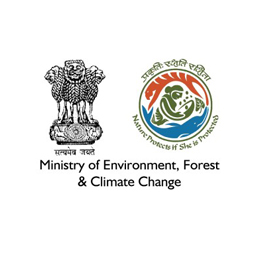 प्रकृतिः रक्षति रक्षिता
Nature Protects if She is Protected
सत्यमेव जयते
Ministry of Environment, Forest
& Climate Change